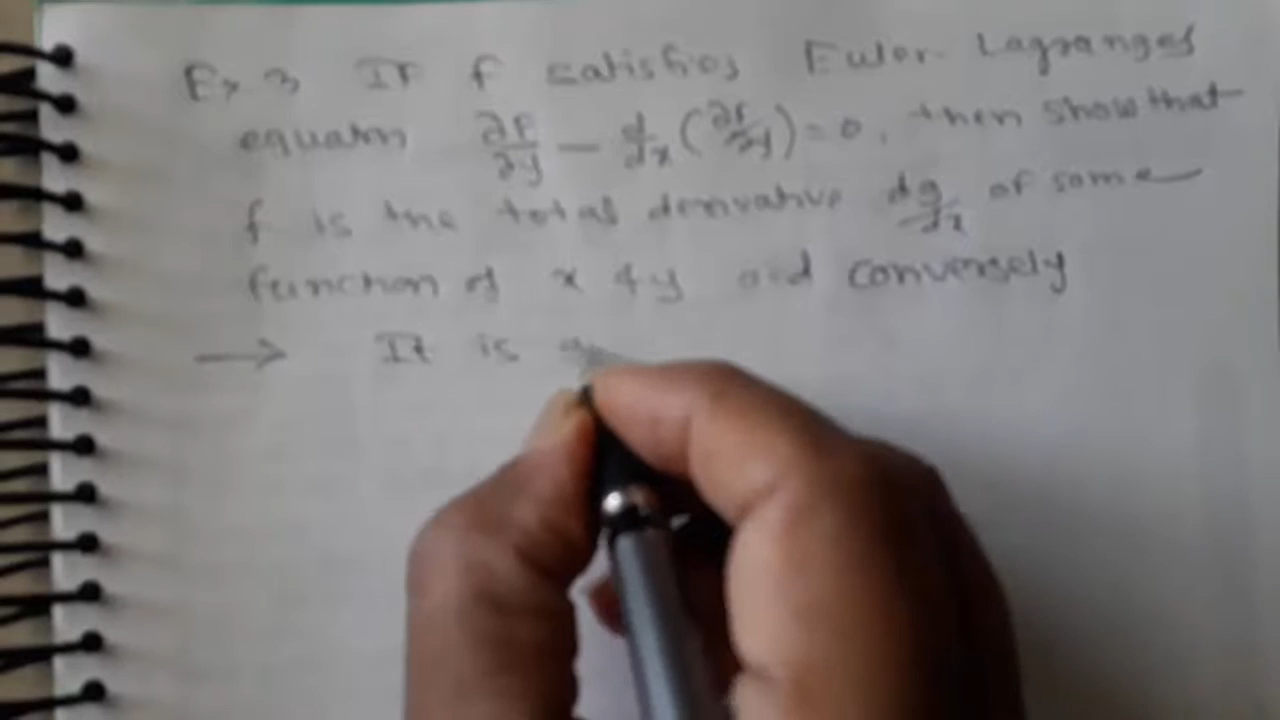 Ex 3 If f satisfies Euler-Lagranges
equatn ∂f/∂y − d/dx (∂f/∂y) = 0, then show that
f is the total derivative dg/dx of some
function of x & y and conversely
→ It is